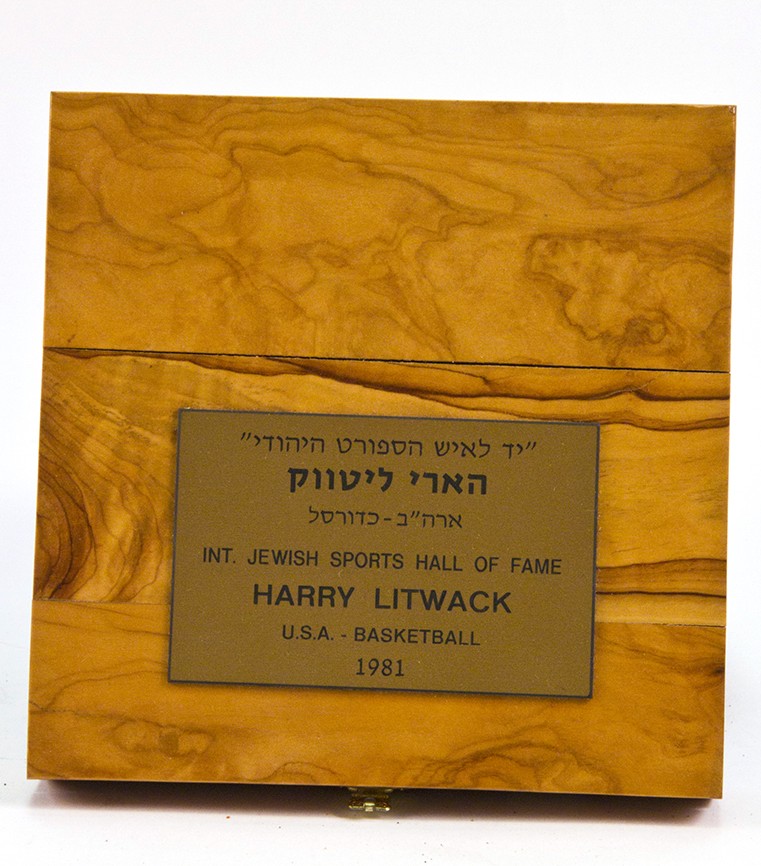 "יד לאיש הספורט היהודי"
הארי ליטווק
ארה"ב - כדורסל
INT. JEWISH SPORTS HALL OF FAME
HARRY LITWACK
U.S.A. - BASKETBALL
1981